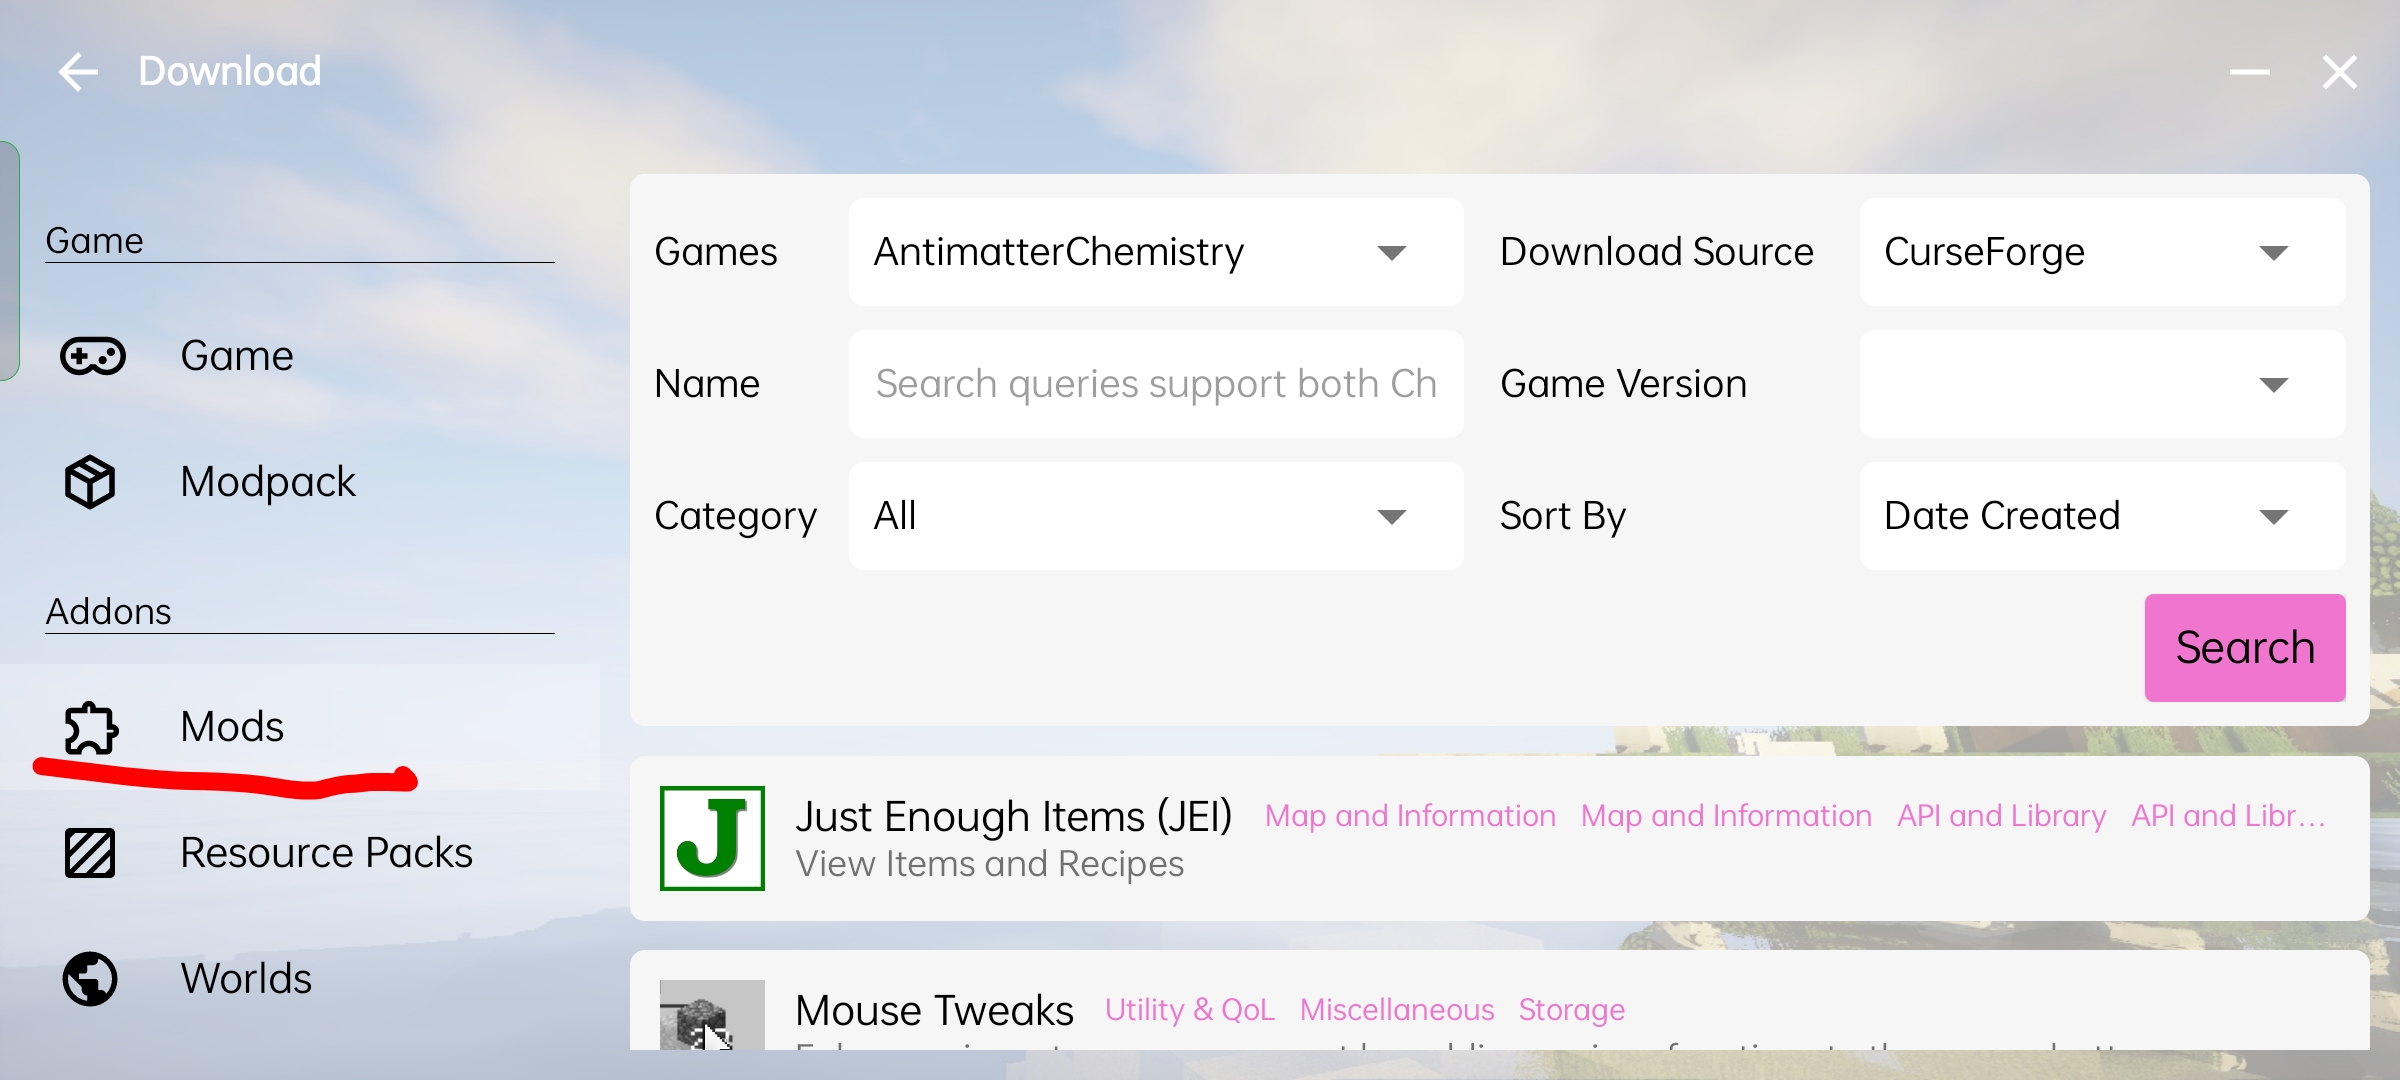 Download
Game
Game
Modpack
Addons
Mods
Resource Packs
Worlds
Games
AntimatterChemistry
Download Source
CurseForge
Name
Search queries support both Ch
Game Version
Category
All
Sort By
Date Created
Search
J
Just Enough Items (JEI) Map and Information Map and Information API and Library API and Libr...
View Items and Recipes
Mouse Tweaks Utility & QoL Miscellaneous Storage